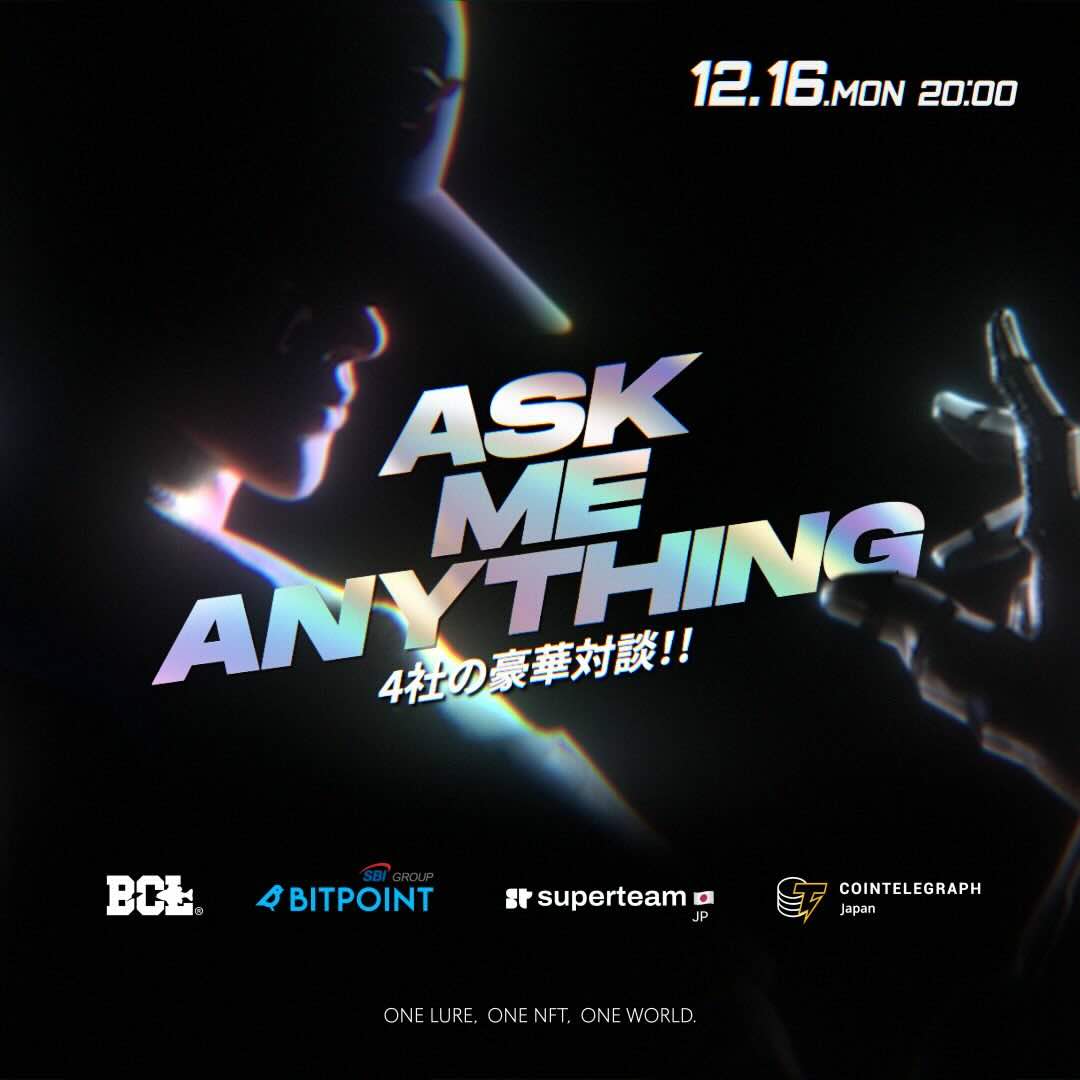 12.16.MON 20:00
ASK
ME
ANYTHING
4社の豪華対談!!
BCL®
SBI GROUP
BITPOINT
superteam
JP
COINTELEGRAPH
Japan
ONE LURE, ONE NFT, ONE WORLD.